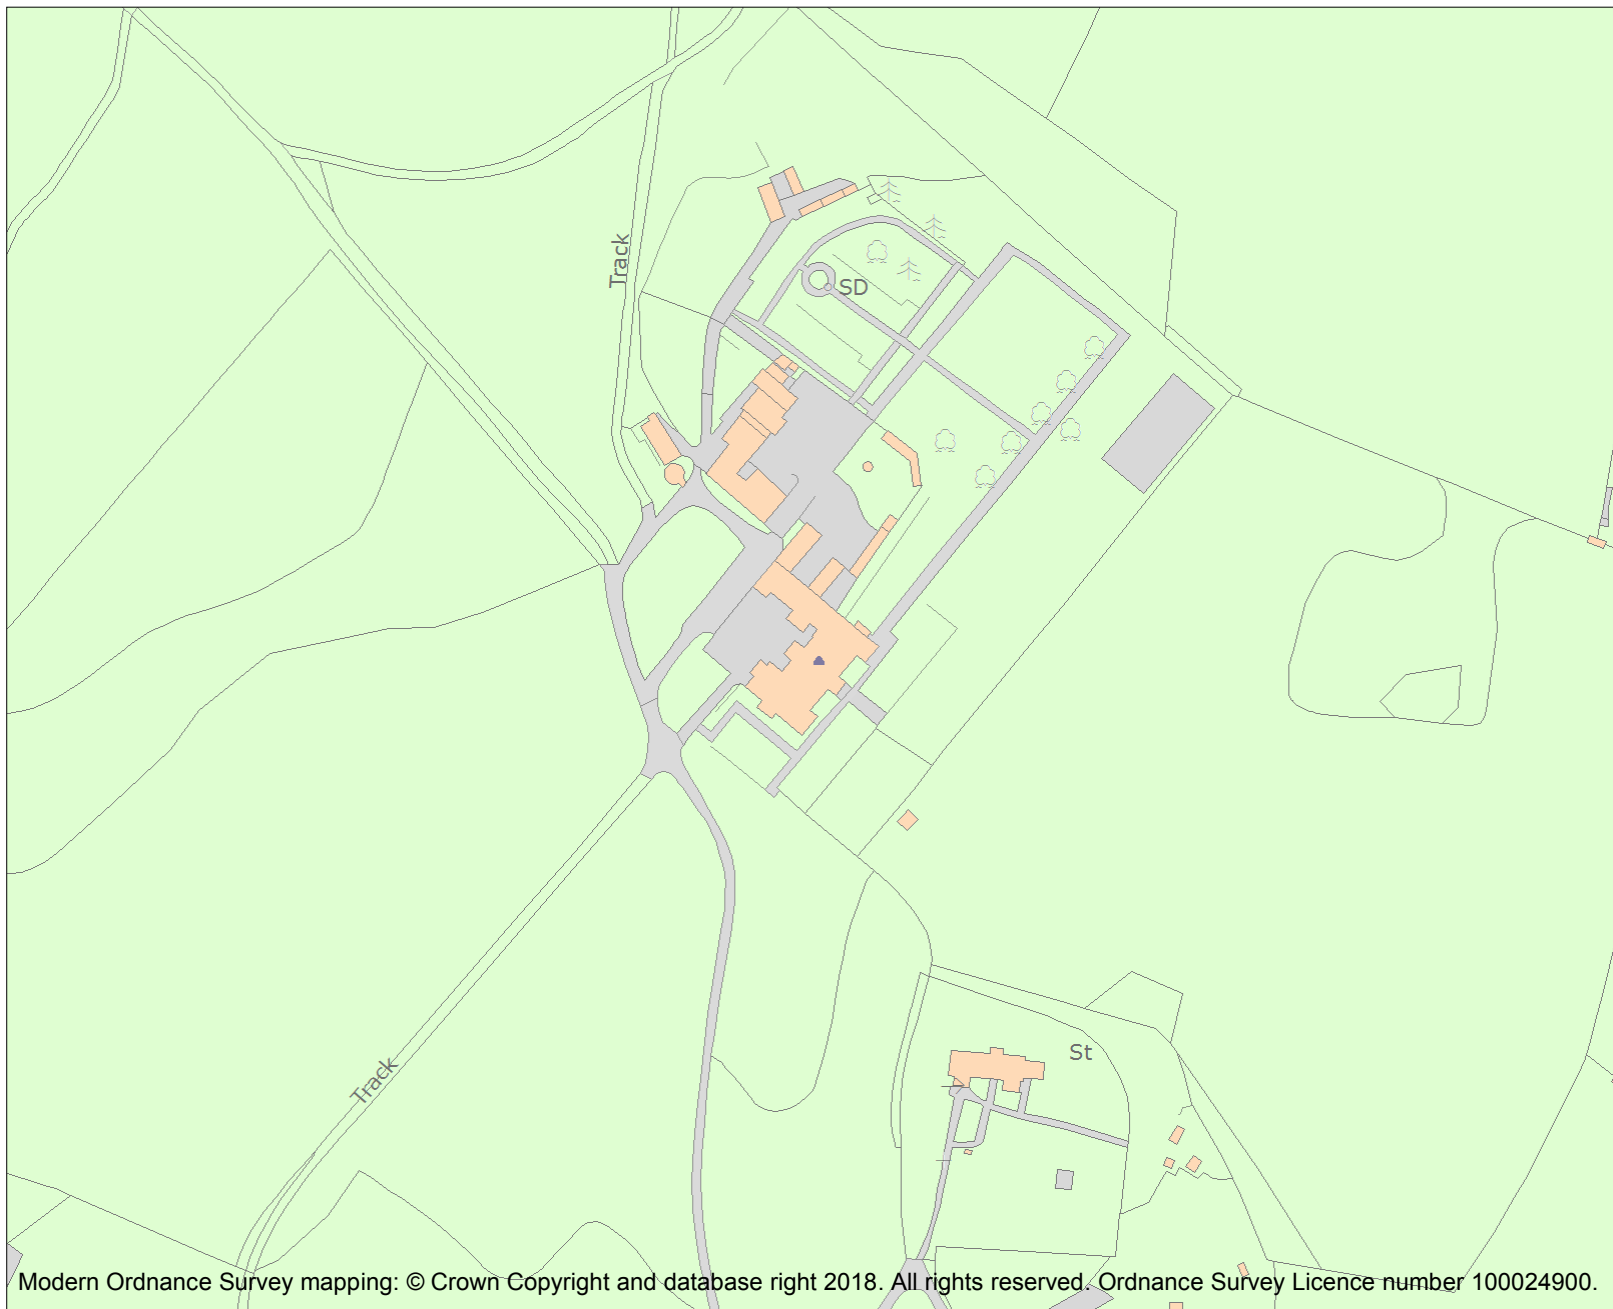 Track
SD
St
Track
Modern Ordnance Survey mapping: © Crown Copyright and database right 2018. All rights reserved. Ordnance Survey Licence number 100024900.